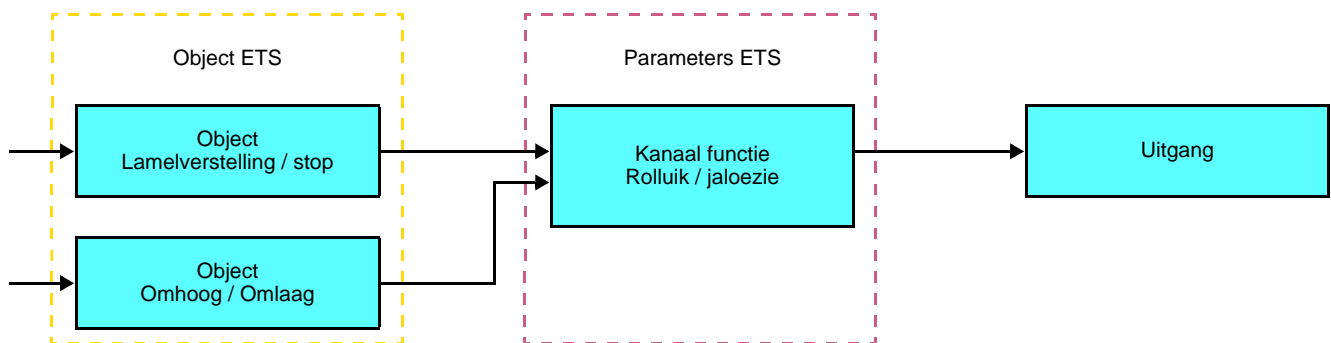 Object ETS
Parameters ETS
Object
Lamelverstelling / stop
Kanaal functie
Rolluik / jaloezie
Uitgang
Object
Omhoog / Omlaag